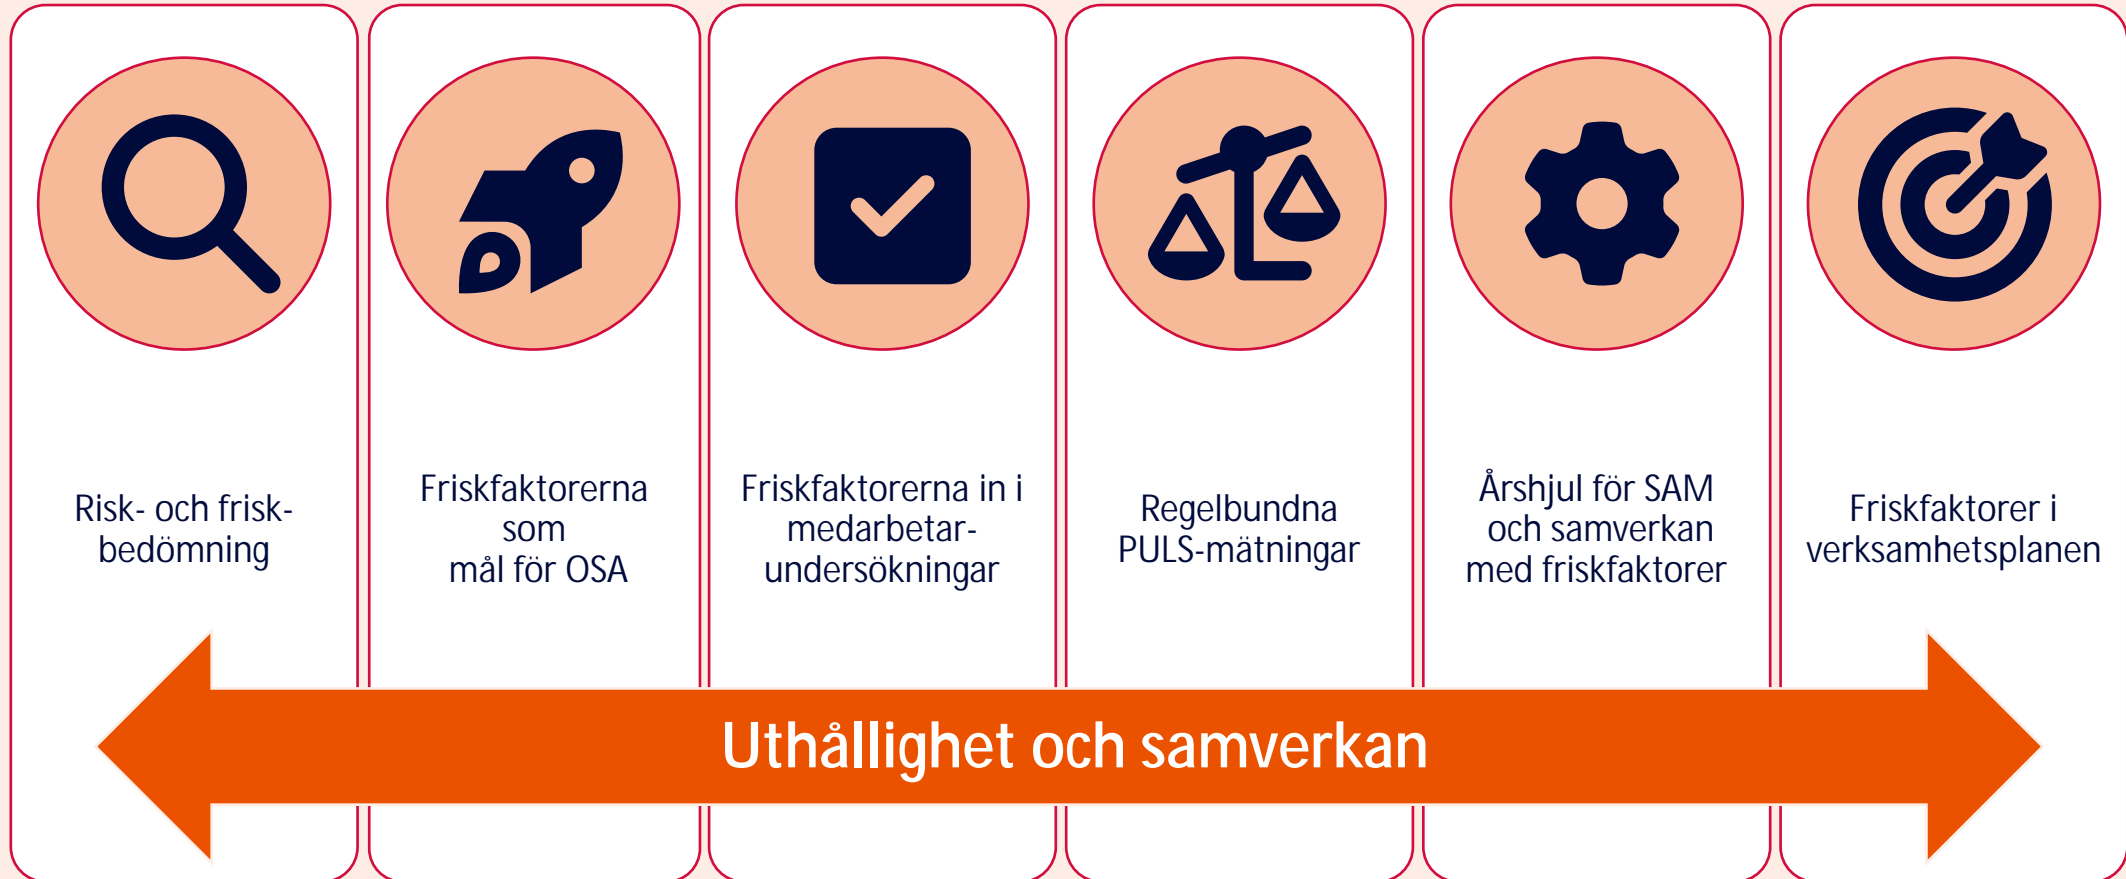 Risk- och frisk-
bedömning
Friskfaktorerna
som
mål för OSA
Friskfaktorerna in i
medarbetar-
undersökningar
Regelbundna
PULS-mätningar
Årshjul för SAM
och samverkan
med friskfaktorer
Friskfaktorer i
verksamhetsplanen
Uthållighet och samverkan